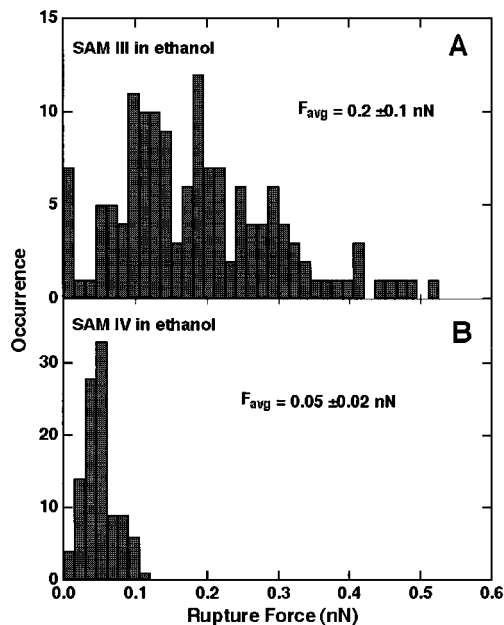 15
SAM III in ethanol
A
F avg = 0.2 ±0.1 nN
10
5
0
Occurrence
SAM IV in ethanol
B
30
F avg = 0.05 ±0.02 nN
20
10
0
0.0 0.1 0.2 0.3 0.4 0.5 0.6
Rupture Force (nN)